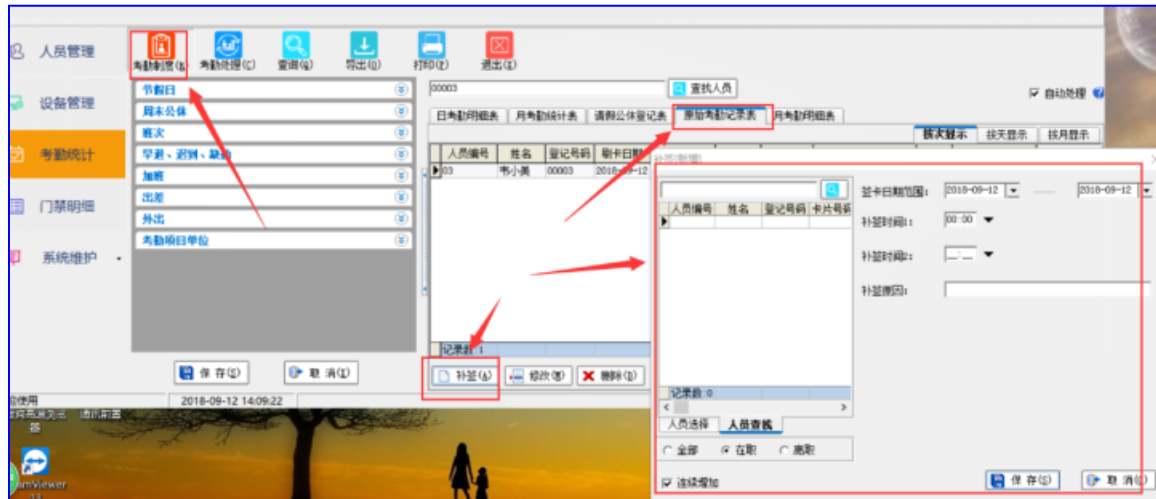 人员管理
设备管理
考勤统计
门禁明细
系统维护
考勤制度(K) 考勤处理(C) 查询(Q) 导出(O) 打印(P) 退出(X)
节假日
周末公休
班次
早退、迟到、缺勤
加班
出差
外出
考勤项目单位
保 存(S) 取 消(I)
2018-09-12 14:09:22
00003 查找人员
自动处理
日考勤明细表 月考勤统计表 请假公休登记表 原始考勤记录表 月考勤明细表
按次显示 按天显示 按月显示
人员编号 姓名 登记号码 刷卡日期
03 韦小美 00003 2018-09-12
记录数:1
补签(A) 修改(M) 删除(D)
补签[新增]
人员编号 姓名 登记号码 卡片号码
记录数:0
人员选择 人员查找
全部 在职 离职
连续增加
签卡日期范围: 2018-09-12 2018-09-12
补签时间1: 00:00
补签时间2: __:__
补签原因:
保 存(S) 取 消(C)